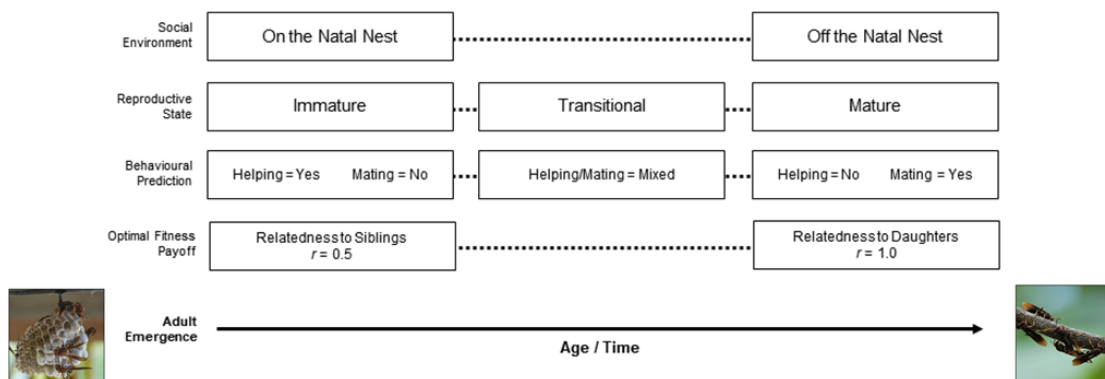 Social
Environment
On the Natal Nest
Off the Natal Nest
Reproductive
State
Immature
Transitional
Mature
Behavioural
Prediction
Helping = Yes Mating = No
Helping/Mating = Mixed
Helping = No Mating = Yes
Optimal Fitness
Payoff
Relatedness to Siblings
r = 0.5
Relatedness to Daughters
r = 1.0
Adult
Emergence
Age / Time